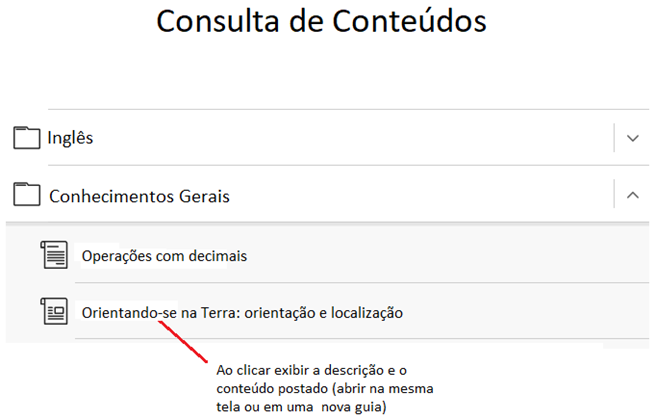 Consulta de Conteúdos
Inglês
Conhecimentos Gerais
Operações com decimais
Orientando-se na Terra: orientação e localização
Ao clicar exibir a descrição e o
conteúdo postado (abrir na mesma
tela ou em uma nova guia)